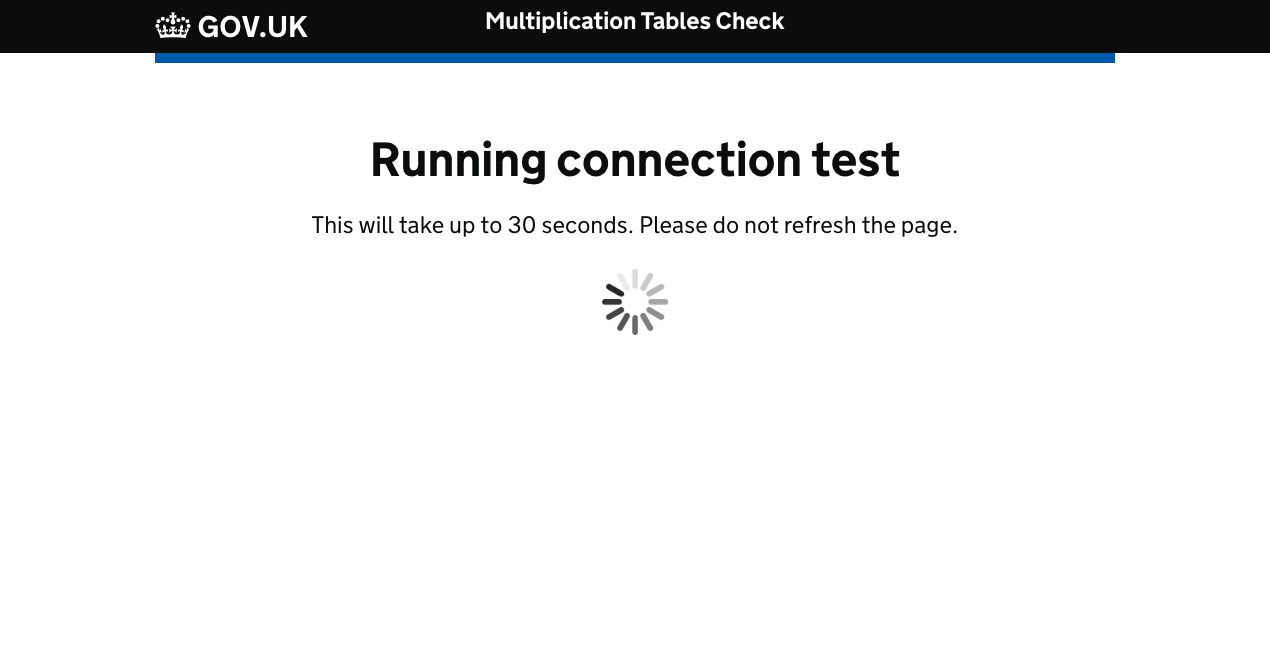 GOV.UK
Multiplication Tables Check
Running connection test
This will take up to 30 seconds. Please do not refresh the page.